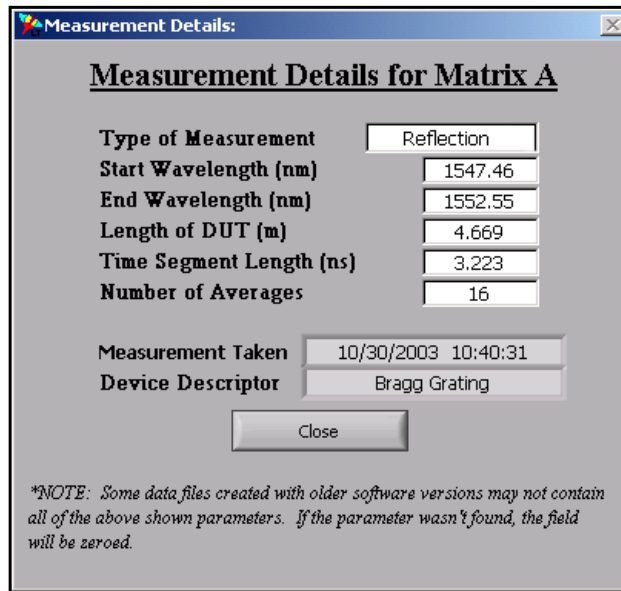 Measurement Details:
Measurement Details for Matrix A
Type of Measurement Reflection
Start Wavelength (nm) 1547.46
End Wavelength (nm) 1552.55
Length of DUT (m) 4.669
Time Segment Length (ns) 3.223
Number of Averages 16
Measurement Taken 10/30/2003 10:40:31
Device Descriptor Bragg Grating
Close
*NOTE: Some data files created with older software versions may not contain
all of the above shown parameters. If the parameter wasn't found, the field
will be zeroed.